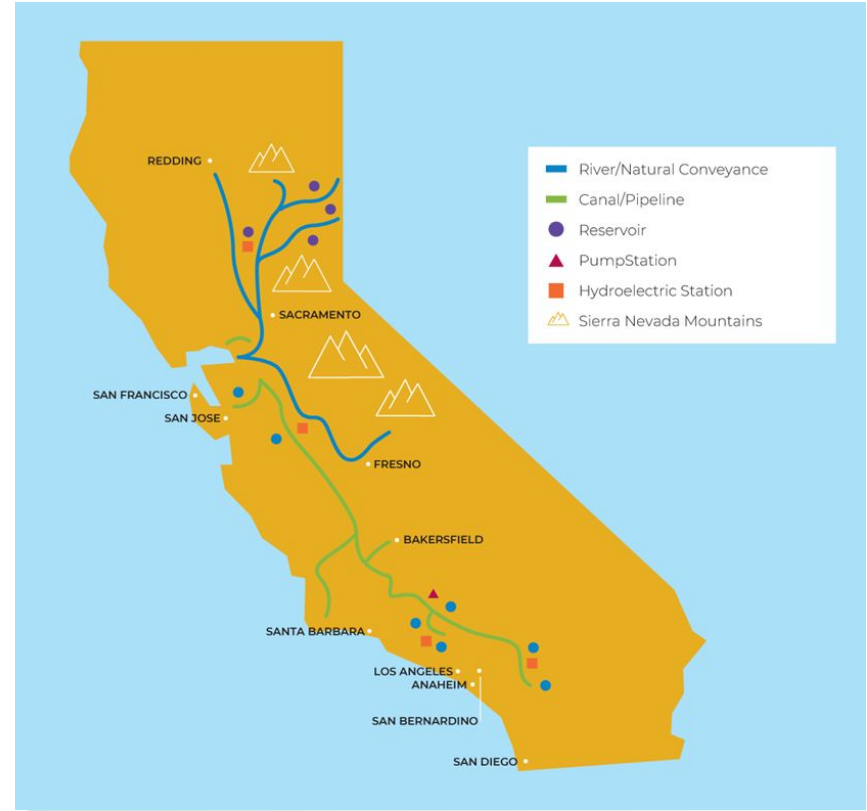 REDDING
SACRAMENTO
SAN FRANCISCO
SAN JOSE
FRESNO
BAKERSFIELD
SANTA BARBARA
LOS ANGELES
ANAHEIM
SAN BERNARDINO
SAN DIEGO
River/Natural Conveyance
Canal/Pipeline
Reservoir
PumpStation
Hydroelectric Station
Sierra Nevada Mountains